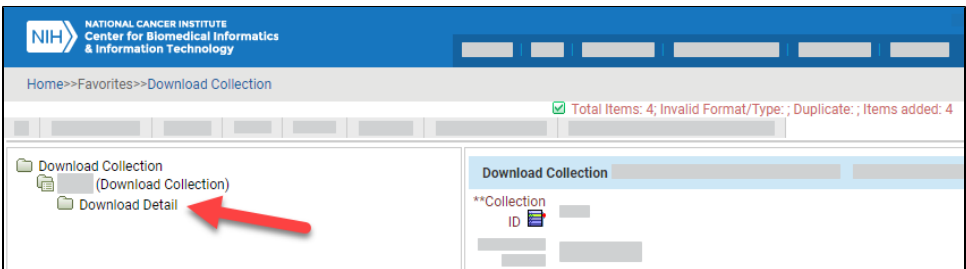 NIH
NATIONAL CANCER INSTITUTE
Center for Biomedical Informatics
& Information Technology
Home>>Favorites>>Download Collection
Total Items: 4; Invalid Format/Type: ; Duplicate: ; Items added: 4
Download Collection
(Download Collection)
Download Detail
Download Collection
**Collection
ID